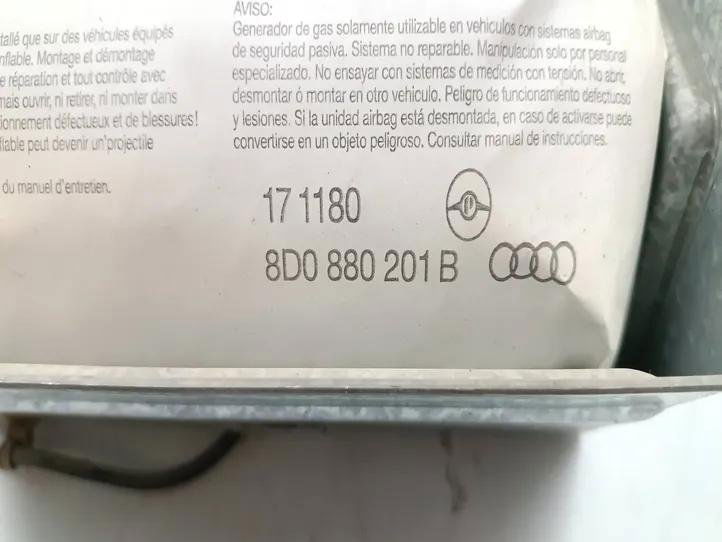 AVISO:
tallé que sur des véhicules équipés
nflable. Montage et démontage
e réparation et tout contrôle avec
mais ouvrir, ni retirer, ni monter dans
ionnement défectueux et de blessures!
flable peut devenir un projectile
du manuel d'entretien.
Generador de gas solamente utilizable en vehículos con sistemas airbag
de seguridad pasiva. Sistema no reparable. Manipulación solo por personal
especializado. No ensayar con sistemas de medición con tensión. No abrir,
desmontar ó montar en otro vehículo. Peligro de funcionamiento defectuoso
y lesiones. Si la unidad airbag está desmontada, en caso de activarse puede
convertirse en un objeto peligroso. Consultar manual de instrucciones.
17 1180
8D0 880 201 B